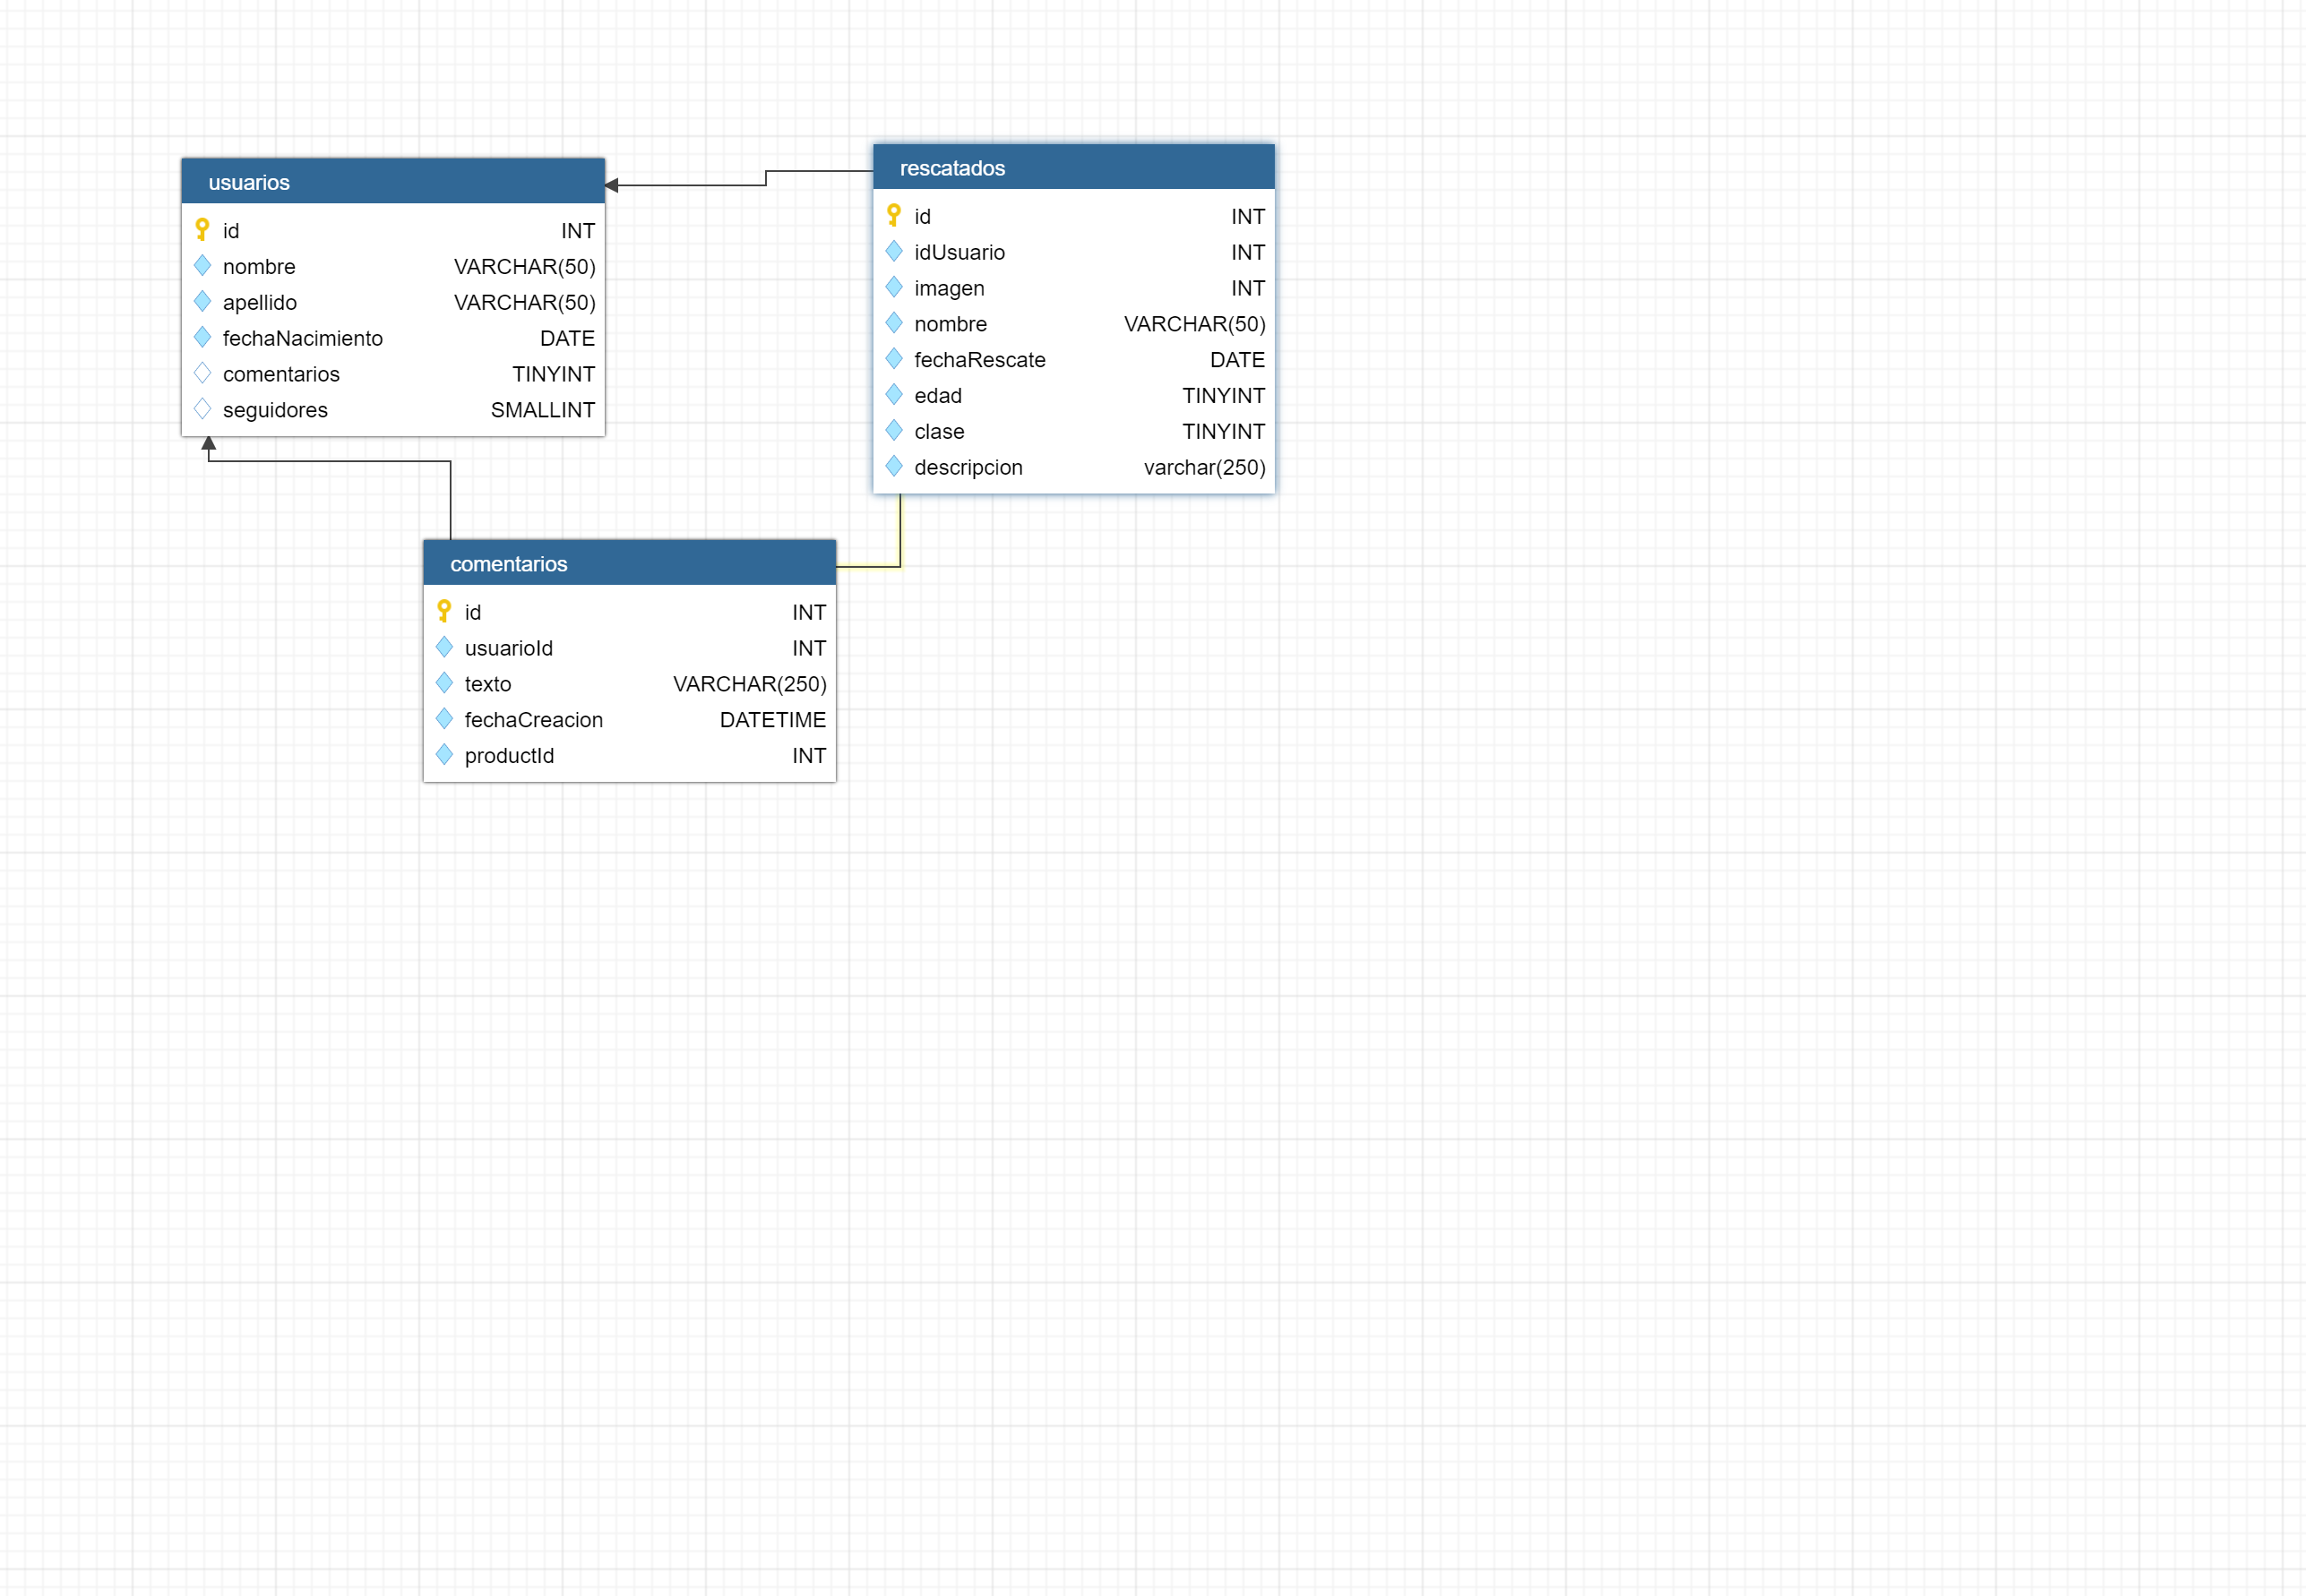 usuarios
id INT
nombre VARCHAR(50)
apellido VARCHAR(50)
fechaNacimiento DATE
comentarios TINYINT
seguidores SMALLINT
rescatados
id INT
idUsuario INT
imagen INT
nombre VARCHAR(50)
fechaRescate DATE
edad TINYINT
clase TINYINT
descripcion varchar(250)
comentarios
id INT
usuarioId INT
texto VARCHAR(250)
fechaCreacion DATETIME
productId INT